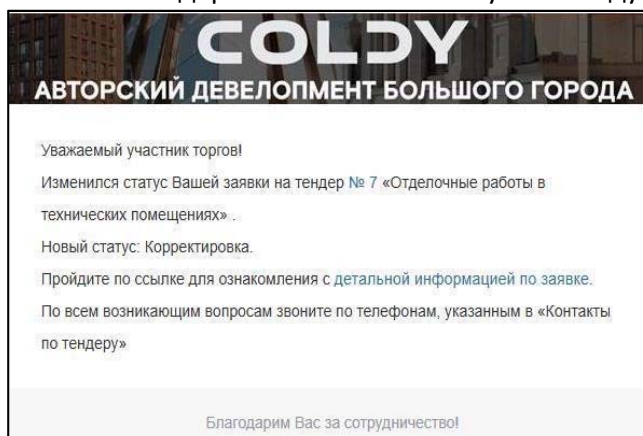 COLDY
АВТОРСКИЙ ДЕВЕЛОПМЕНТ БОЛЬШОГО ГОРОДА
Уважаемый участник торгов!
Изменился статус Вашей заявки на тендер № 7 «Отделочные работы в
технических помещениях» .
Новый статус: Корректировка.
Пройдите по ссылке для ознакомления с детальной информацией по заявке.
По всем возникающим вопросам звоните по телефонам, указанным в «Контакты
по тендеру»
Благодарим Вас за сотрудничество!